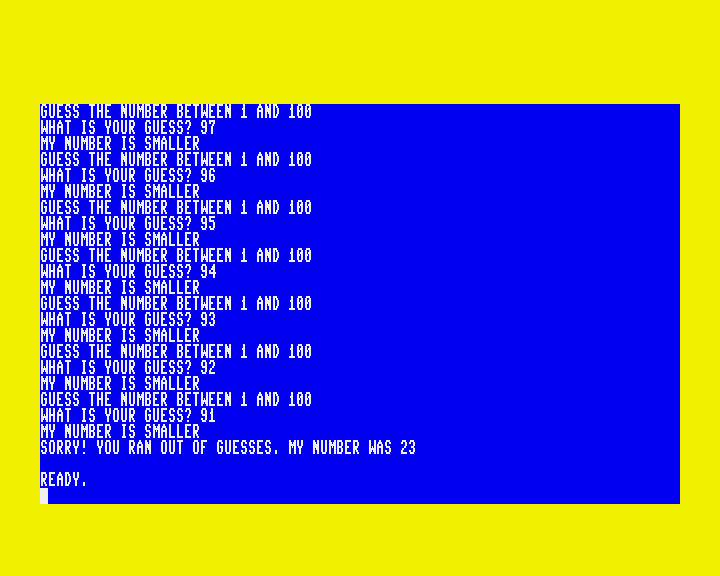 GUESS THE NUMBER BETWEEN 1 AND 100
WHAT IS YOUR GUESS? 97
MY NUMBER IS SMALLER
GUESS THE NUMBER BETWEEN 1 AND 100
WHAT IS YOUR GUESS? 96
MY NUMBER IS SMALLER
GUESS THE NUMBER BETWEEN 1 AND 100
WHAT IS YOUR GUESS? 95
MY NUMBER IS SMALLER
GUESS THE NUMBER BETWEEN 1 AND 100
WHAT IS YOUR GUESS? 94
MY NUMBER IS SMALLER
GUESS THE NUMBER BETWEEN 1 AND 100
WHAT IS YOUR GUESS? 93
MY NUMBER IS SMALLER
GUESS THE NUMBER BETWEEN 1 AND 100
WHAT IS YOUR GUESS? 92
MY NUMBER IS SMALLER
GUESS THE NUMBER BETWEEN 1 AND 100
WHAT IS YOUR GUESS? 91
MY NUMBER IS SMALLER
SORRY! YOU RAN OUT OF GUESSES. MY NUMBER WAS 23
READY.